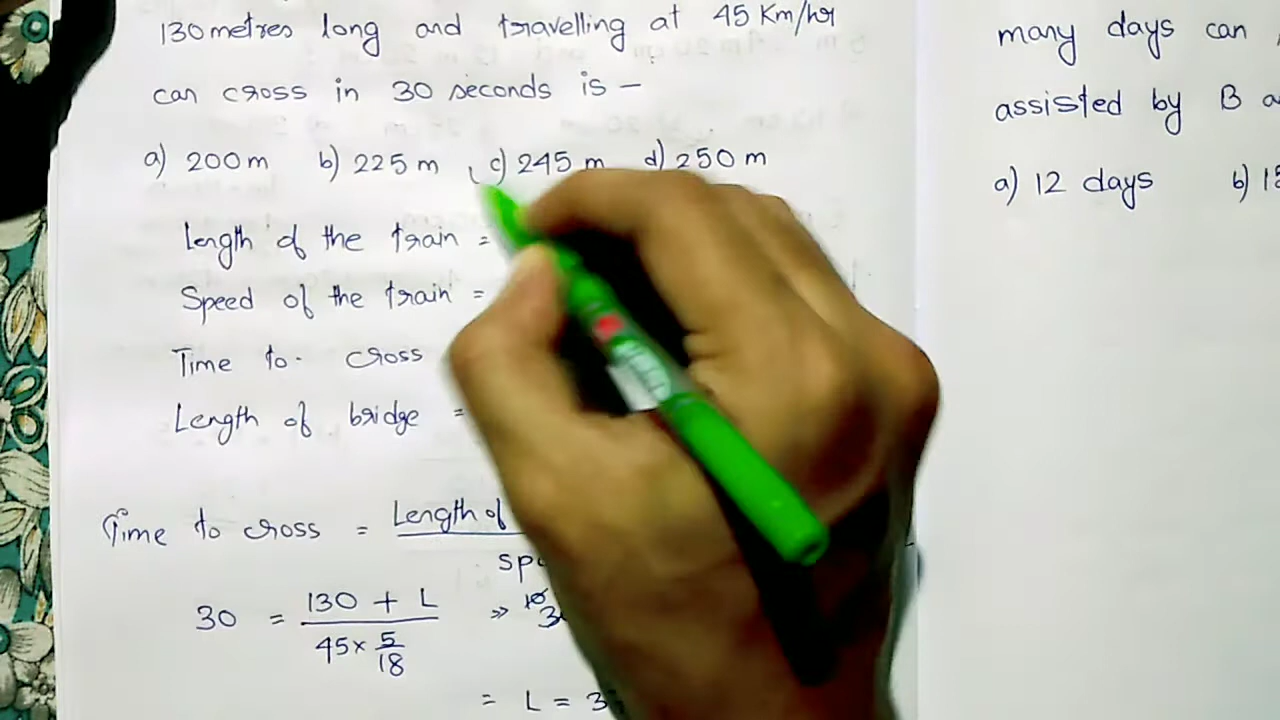 130 metres long and travelling at 45 Km/hr
can cross in 30 seconds is –
a) 200 m b) 225 m c) 245 m d) 250 m
Length of the train =
Speed of the train =
Time to cross
Length of bridge =
Time to cross = Length of
30 = 130 + L / 45 × 5/18 »
= L =
many days can
assisted by B
a) 12 days b)